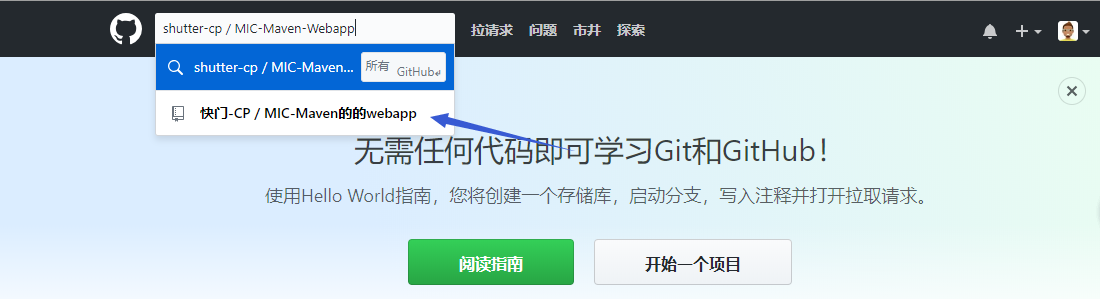 shutter-cp / MIC-Maven-Webapp
拉请求 问题 市井 探索
shutter-cp / MIC-Maven... 所有 GitHub↲
快门-CP / MIC-Maven的的webapp
无需任何代码即可学习Git和GitHub！
使用Hello World指南，您将创建一个存储库，启动分支，写入注释并打开拉取请求。
阅读指南 开始一个项目